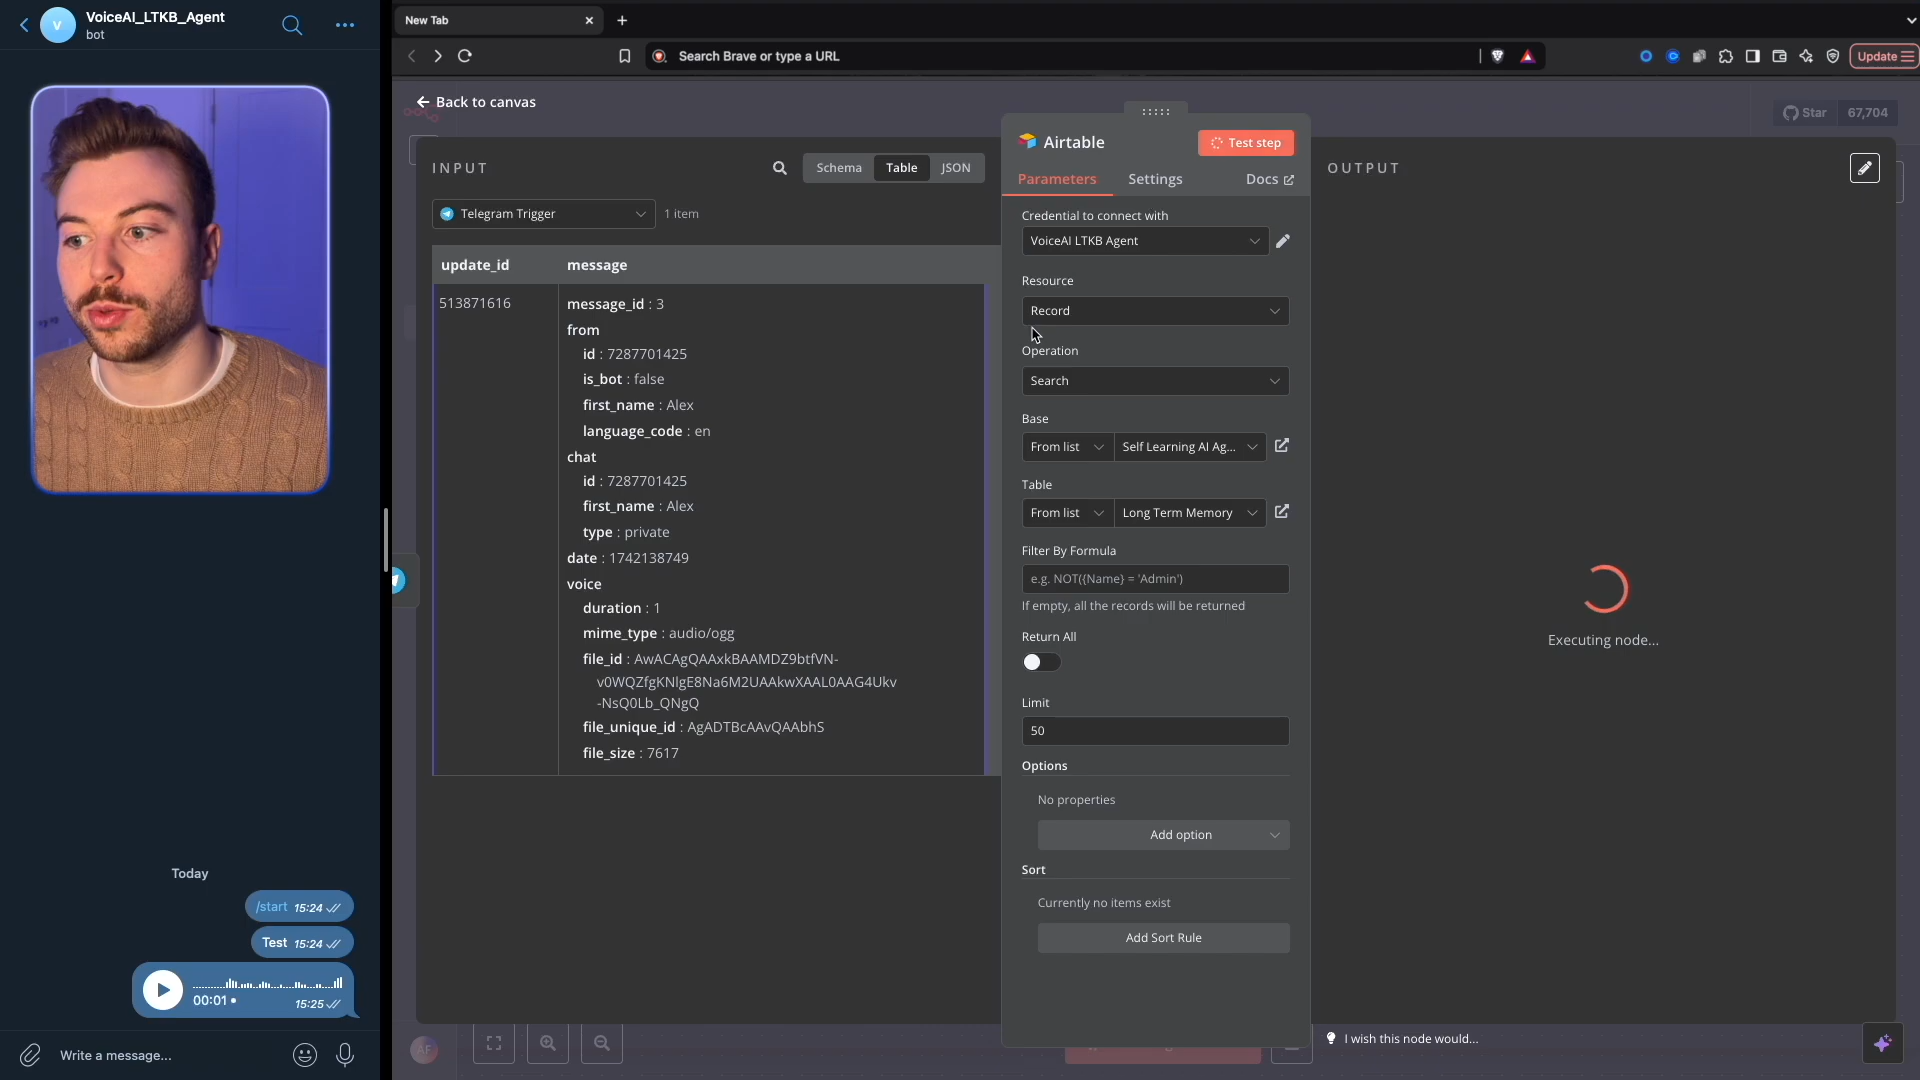 VoiceAI_LTKB_Agent
bot
V
Today
/start 15:24
Test 15:24
00:01
15:25
Write a message...
New Tab
Search Brave or type a URL
Update
Back to canvas
Star 67,704
INPUT
Schema Table JSON
Telegram Trigger
1 item
update_id message
513871616
message_id : 3
from
id : 7287701425
is_bot : false
first_name : Alex
language_code : en
chat
id : 7287701425
first_name : Alex
type : private
date : 1742138749
voice
duration : 1
mime_type : audio/ogg
file_id : AwACAgQAAxkBAAMDZ9btfVN-
v0WQZfgKNlgE8Na6M2UAAkwXAAL0AAG4Ukv
-NsQ0Lb_QNgQ
file_unique_id : AgADTBcAAvQAAbhS
file_size : 7617
Airtable
Test step
Parameters Settings Docs
Credential to connect with
VoiceAI LTKB Agent
Resource
Record
Operation
Search
Base
From list Self Learning AI Ag...
Table
From list Long Term Memory
Filter By Formula
e.g. NOT({Name} = 'Admin')
If empty, all the records will be returned
Return All
Limit
50
Options
No properties
Add option
Sort
Currently no items exist
Add Sort Rule
OUTPUT
Executing node...
I wish this node would...
AF